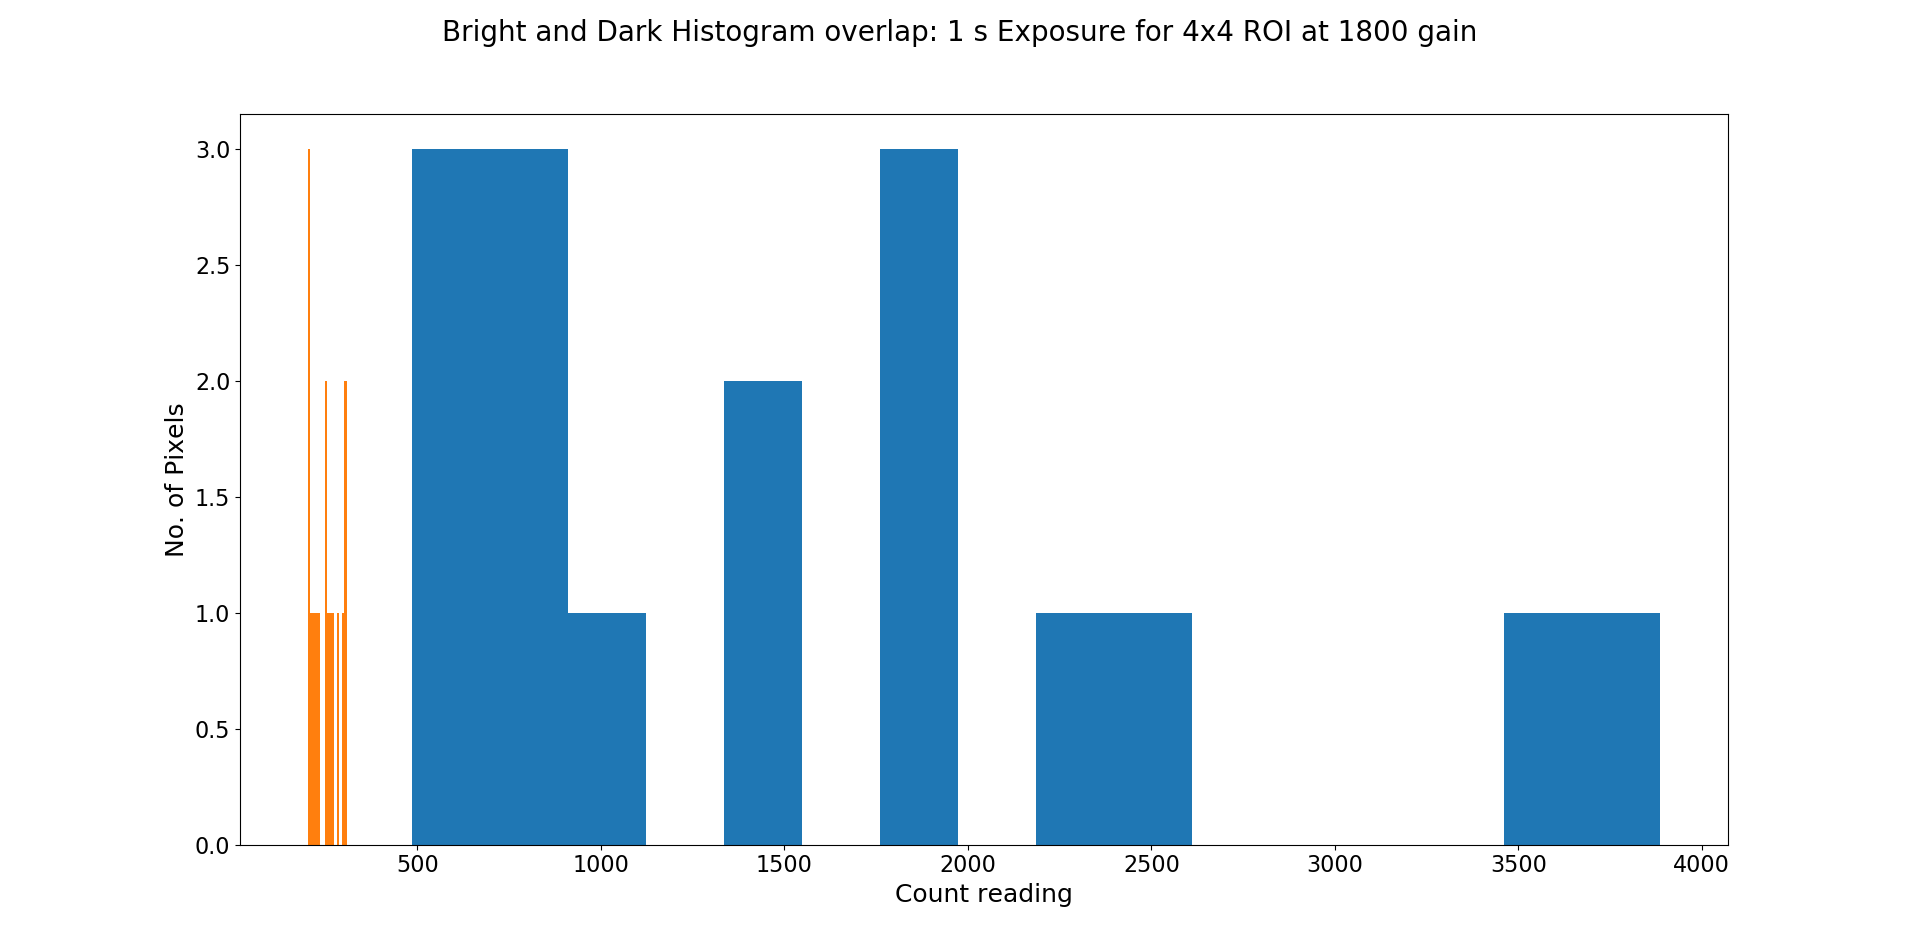 Bright and Dark Histogram overlap: 1 s Exposure for 4x4 ROI at 1800 gain
No. of Pixels
3.0
2.5
2.0
1.5
1.0
0.5
0.0
500 1000 1500 2000 2500 3000 3500 4000
Count reading